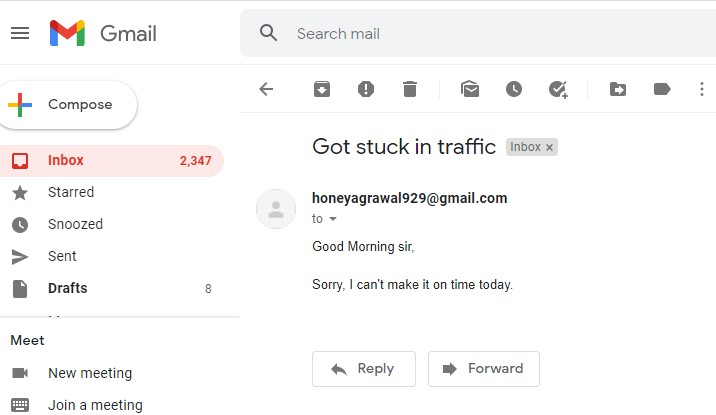 Gmail
Search mail
Compose
Got stuck in traffic Inbox x
Inbox 2,347
Starred
honeyagrawal929@gmail.com
to
Snoozed
Good Morning sir,
Sent
Sorry, I can't make it on time today.
Drafts 8
Meet
Reply Forward
New meeting
Join a meeting